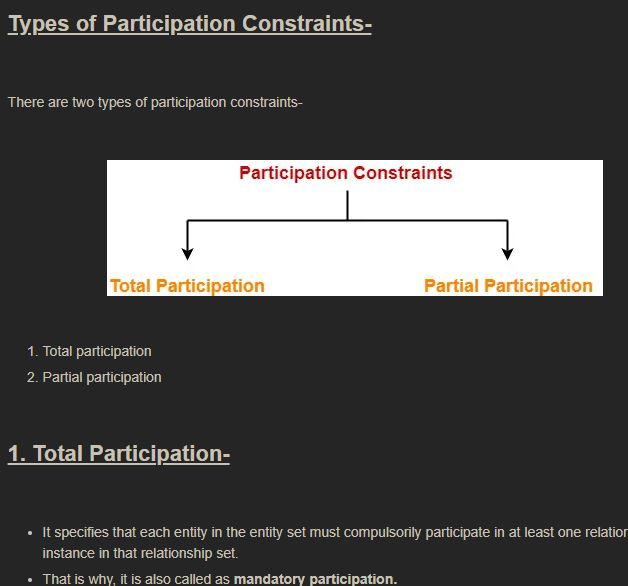 Types of Participation Constraints-
There are two types of participation constraints-
Participation Constraints
Total Participation
Partial Participation
1. Total participation
2. Partial participation
1. Total Participation-
• It specifies that each entity in the entity set must compulsorily participate in at least one
instance in that relationship set.
• That is why, it is also called as mandatory participation.